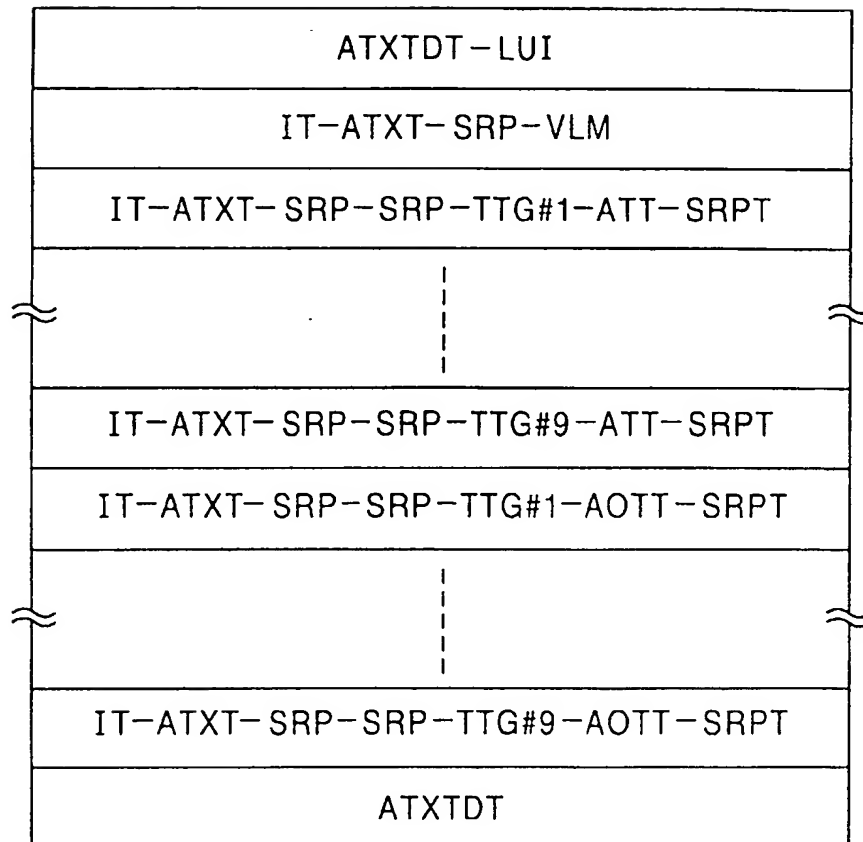 ATXTDT-LUI
IT-ATXT-SRP-VLM
IT-ATXT-SRP-SRP-TTG#1-ATT-SRPT
IT-ATXT-SRP-SRP-TTG#9-ATT-SRPT
IT-ATXT-SRP-SRP-TTG#1-AOTT-SRPT
IT-ATXT-SRP-SRP-TTG#9-AOTT-SRPT
ATXTDT